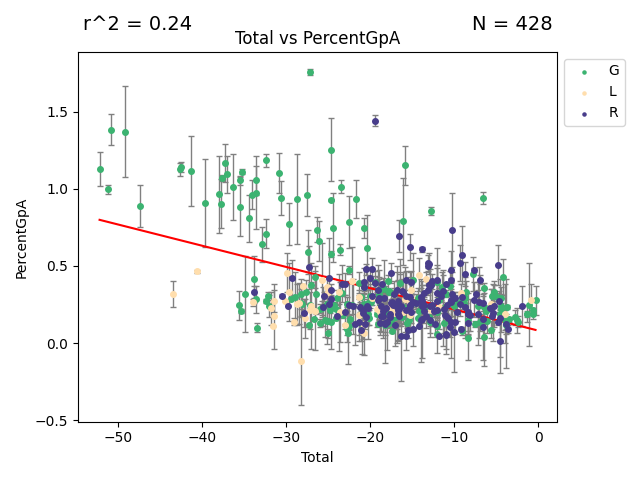 r^2 = 0.24 N = 428
Total vs PercentGpA
G
L
R
1.5
1.0
0.5
0.0
−0.5
PercentGpA
−50 −40 −30 −20 −10 0
Total